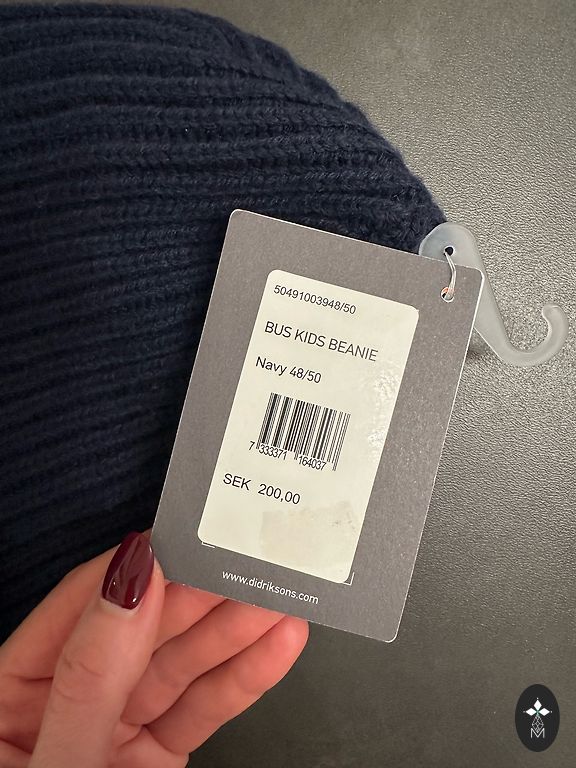 50491003948/50
BUS KIDS BEANIE
Navy 48/50
7 333371 164037
SEK 200,00
www.didriksons.com
M